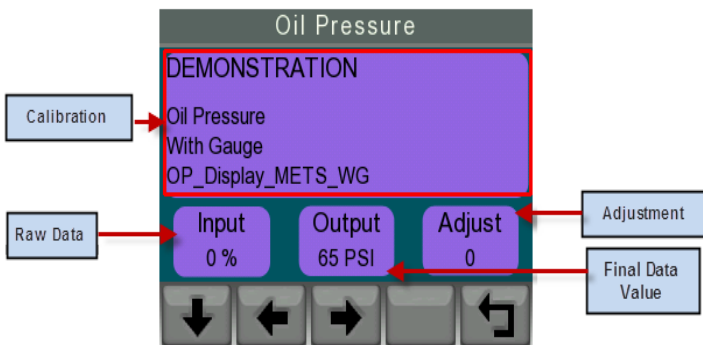 Oil Pressure
DEMONSTRATION
Calibration
Oil Pressure
With Gauge
OP_Display_METS_WG
Raw Data
Input
0 %
Output
65 PSI
Adjust
0
Adjustment
Final Data
Value